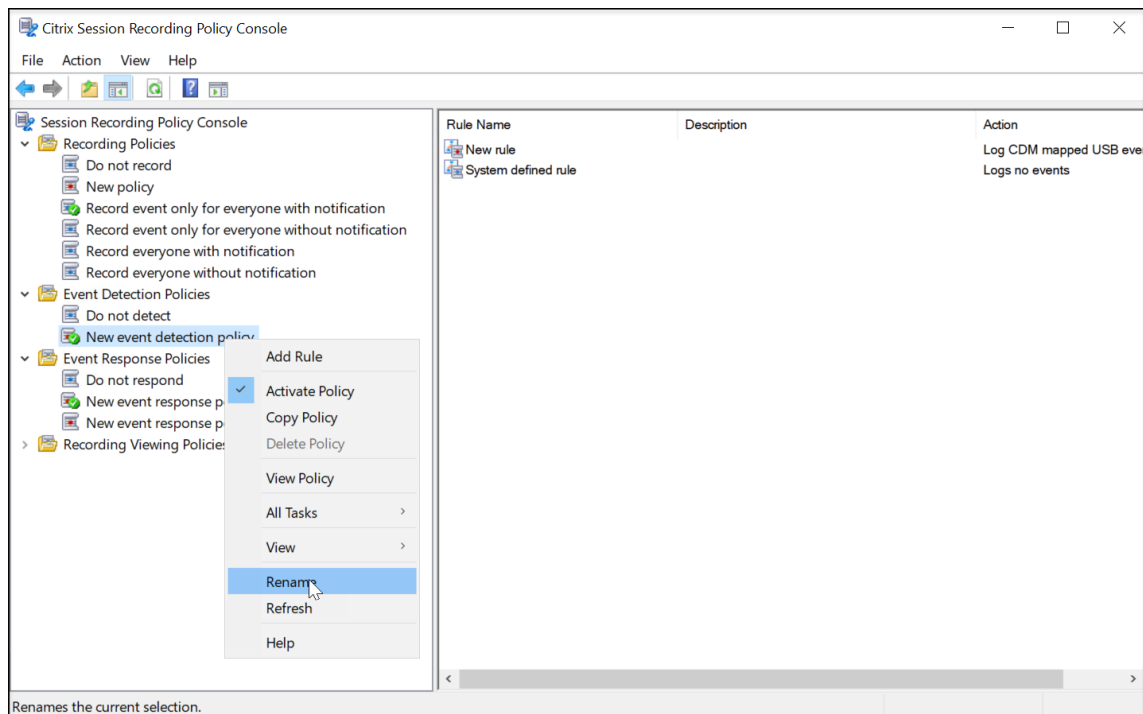 Citrix Session Recording Policy Console
File Action View Help
Session Recording Policy Console
Recording Policies
Do not record
New policy
Record event only for everyone with notification
Record event only for everyone without notification
Record everyone with notification
Record everyone without notification
Event Detection Policies
Do not detect
New event detection policy
Event Response Policies
Do not respond
New event response p
New event response p
Recording Viewing Policies
Add Rule
Activate Policy
Copy Policy
Delete Policy
View Policy
All Tasks
View
Rename
Refresh
Help
Rule Name Description Action
New rule Log CDM mapped USB eve
System defined rule Logs no events
Renames the current selection.